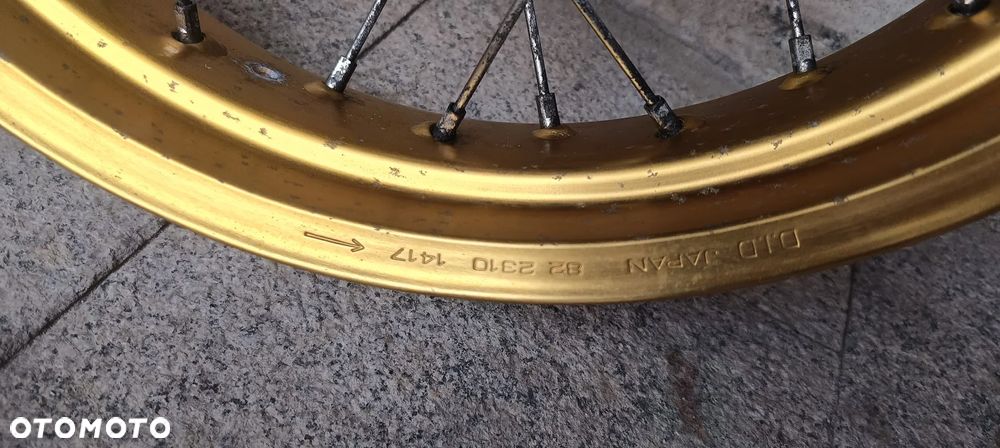 D.I.D JAPAN 82 2310 1417
OTOMOTO